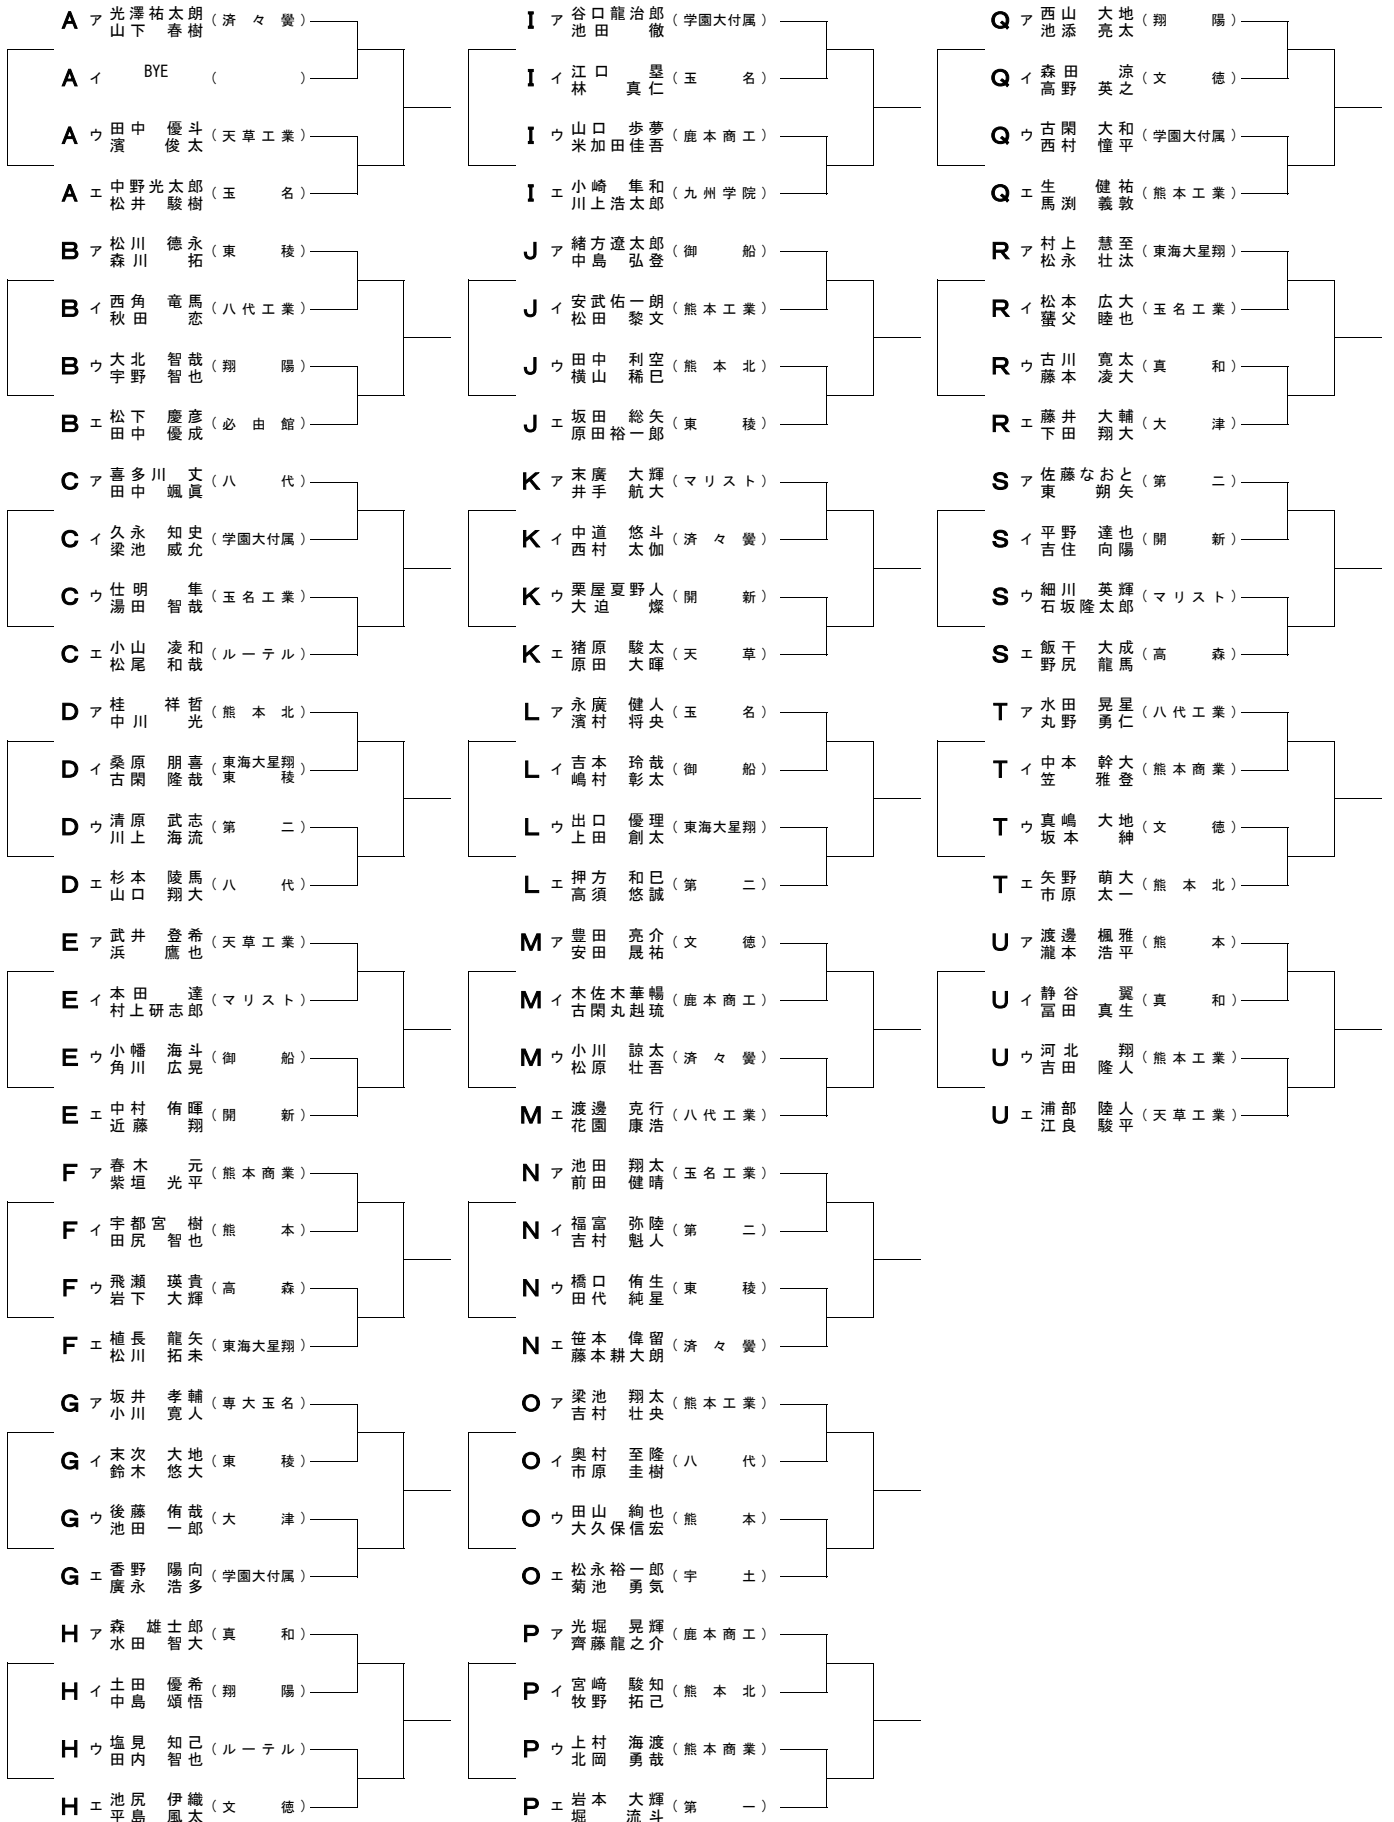 A ア 光澤祐太朗 (済々黌)
山下 春樹
A イ BYE ( )
A ウ 田中 優斗 (天草工業)
濱 俊太
A エ 中野光太郎 (玉名)
松井 駿樹
B ア 松川 徳永 (東稜)
森川 拓
B イ 西角 竜馬 (八代工業)
秋田 恋
B ウ 大北 智哉 (翔陽)
宇野 智也
B エ 松下 慶彦 (必由館)
田中 優成
C ア 喜多川 丈 (八代)
田中 颯眞
C イ 久永 知史 (学園大付属)
梁池 威允
C ウ 仕明 隼 (玉名工業)
湯田 智哉
C エ 小山 凌和 (ルーテル)
松尾 和哉
D ア 桂 祥哲 (熊本北)
中川 光
D イ 桑原 朋喜 (東海大星翔
古閑 隆哉 東稜)
D ウ 清原 武志 (第二)
川上 海流
D エ 杉本 陵馬 (八代)
山口 翔大
E ア 武井 登希 (天草工業)
浜 鷹也
E イ 本田 達 (マリスト)
村上研志郎
E ウ 小幡 海斗 (御船)
角川 広晃
E エ 中村 侑暉 (開新)
近藤 翔
F ア 春木 元 (熊本商業)
紫垣 光平
F イ 宇都宮 樹 (熊本)
田尻 智也
F ウ 飛瀬 瑛貴 (高森)
岩下 大輝
F エ 植長 龍矢 (東海大星翔)
松川 拓未
G ア 坂井 孝輔 (専大玉名)
小川 寛人
G イ 末次 大地 (東稜)
鈴木 悠大
G ウ 後藤 侑哉 (大津)
池田 一郎
G エ 香野 陽向 (学園大付属)
廣永 浩多
H ア 森 雄士郎 (真和)
水田 智大
H イ 土田 優希 (翔陽)
中島 頌悟
H ウ 塩見 知己 (ルーテル)
田内 智也
H エ 池尻 伊織 (文徳)
平島 風太
I ア 谷口龍治郎 (学園大付属)
池田 徹
I イ 江口 塁 (玉名)
林 真仁
I ウ 山口 歩夢 (鹿本商工)
米加田佳吾
I エ 小崎 隼和 (九州学院)
川上浩太郎
J ア 緒方遼太郎 (御船)
中島 弘登
J イ 安武佑一朗 (熊本工業)
松田 黎文
J ウ 田中 利空 (熊本北)
横山 稀巳
J エ 坂田 総矢 (東稜)
原田裕一郎
K ア 末廣 大輝 (マリスト)
井手 航大
K イ 中道 悠斗 (済々黌)
西村 太伽
K ウ 栗屋夏野人 (開新)
大迫 燦
K エ 猪原 駿太 (天草)
原田 大暉
L ア 永廣 健人 (玉名)
濱村 将央
L イ 吉本 玲哉 (御船)
嶋村 彰太
L ウ 出口 優理 (東海大星翔)
上田 創太
L エ 押方 和巳 (第二)
高須 悠誠
M ア 豊田 亮介 (文徳)
安田 晟祐
M イ 木佐木華暢 (鹿本商工)
古閑丸赳琉
M ウ 小川 諒太 (済々黌)
松原 壮吾
M エ 渡邊 克行 (八代工業)
花園 康浩
N ア 池田 翔太 (玉名工業)
前田 健晴
N イ 福富 弥陸 (第二)
吉村 魁人
N ウ 橋口 侑生 (東稜)
田代 純星
N エ 笹本 偉留 (済々黌)
藤本耕大朗
O ア 梁池 翔太 (熊本工業)
吉村 壮央
O イ 奥村 至隆 (八代)
市原 圭樹
O ウ 田山 絢也 (熊本)
大久保信宏
O エ 松永裕一郎 (宇土)
菊池 勇気
P ア 光堀 晃輝 (鹿本商工)
齊藤龍之介
P イ 宮﨑 駿知 (熊本北)
牧野 拓己
P ウ 上村 海渡 (熊本商業)
北岡 勇哉
P エ 岩本 大輝 (第一)
堀 流斗
Q ア 西山 大地 (翔陽)
池添 亮太
Q イ 森田 涼 (文徳)
高野 英之
Q ウ 古閑 大和 (学園大付属)
西村 憧平
Q エ 生 健祐 (熊本工業)
馬渕 義敦
R ア 村上 慧至 (東海大星翔)
松永 壮汰
R イ 松本 広大 (玉名工業)
蠶父 睦也
R ウ 古川 寛太 (真和)
藤本 凌大
R エ 藤井 大輔 (大津)
下田 翔大
S ア 佐藤なおと (第二)
東 朔矢
S イ 平野 達也 (開新)
吉住 向陽
S ウ 細川 英輝 (マリスト)
石坂隆太郎
S エ 飯干 大成 (高森)
野尻 龍馬
T ア 水田 晃星 (八代工業)
丸野 勇仁
T イ 中本 幹大 (熊本商業)
笠 雅登
T ウ 真嶋 大地 (文徳)
坂本 紳
T エ 矢野 萌大 (熊本北)
市原 太一
U ア 渡邊 楓雅 (熊本)
瀧本 浩平
U イ 静谷 翼 (真和)
冨田 真生
U ウ 河北 翔 (熊本工業)
吉田 隆人
U エ 浦部 陸人 (天草工業)
江良 駿平